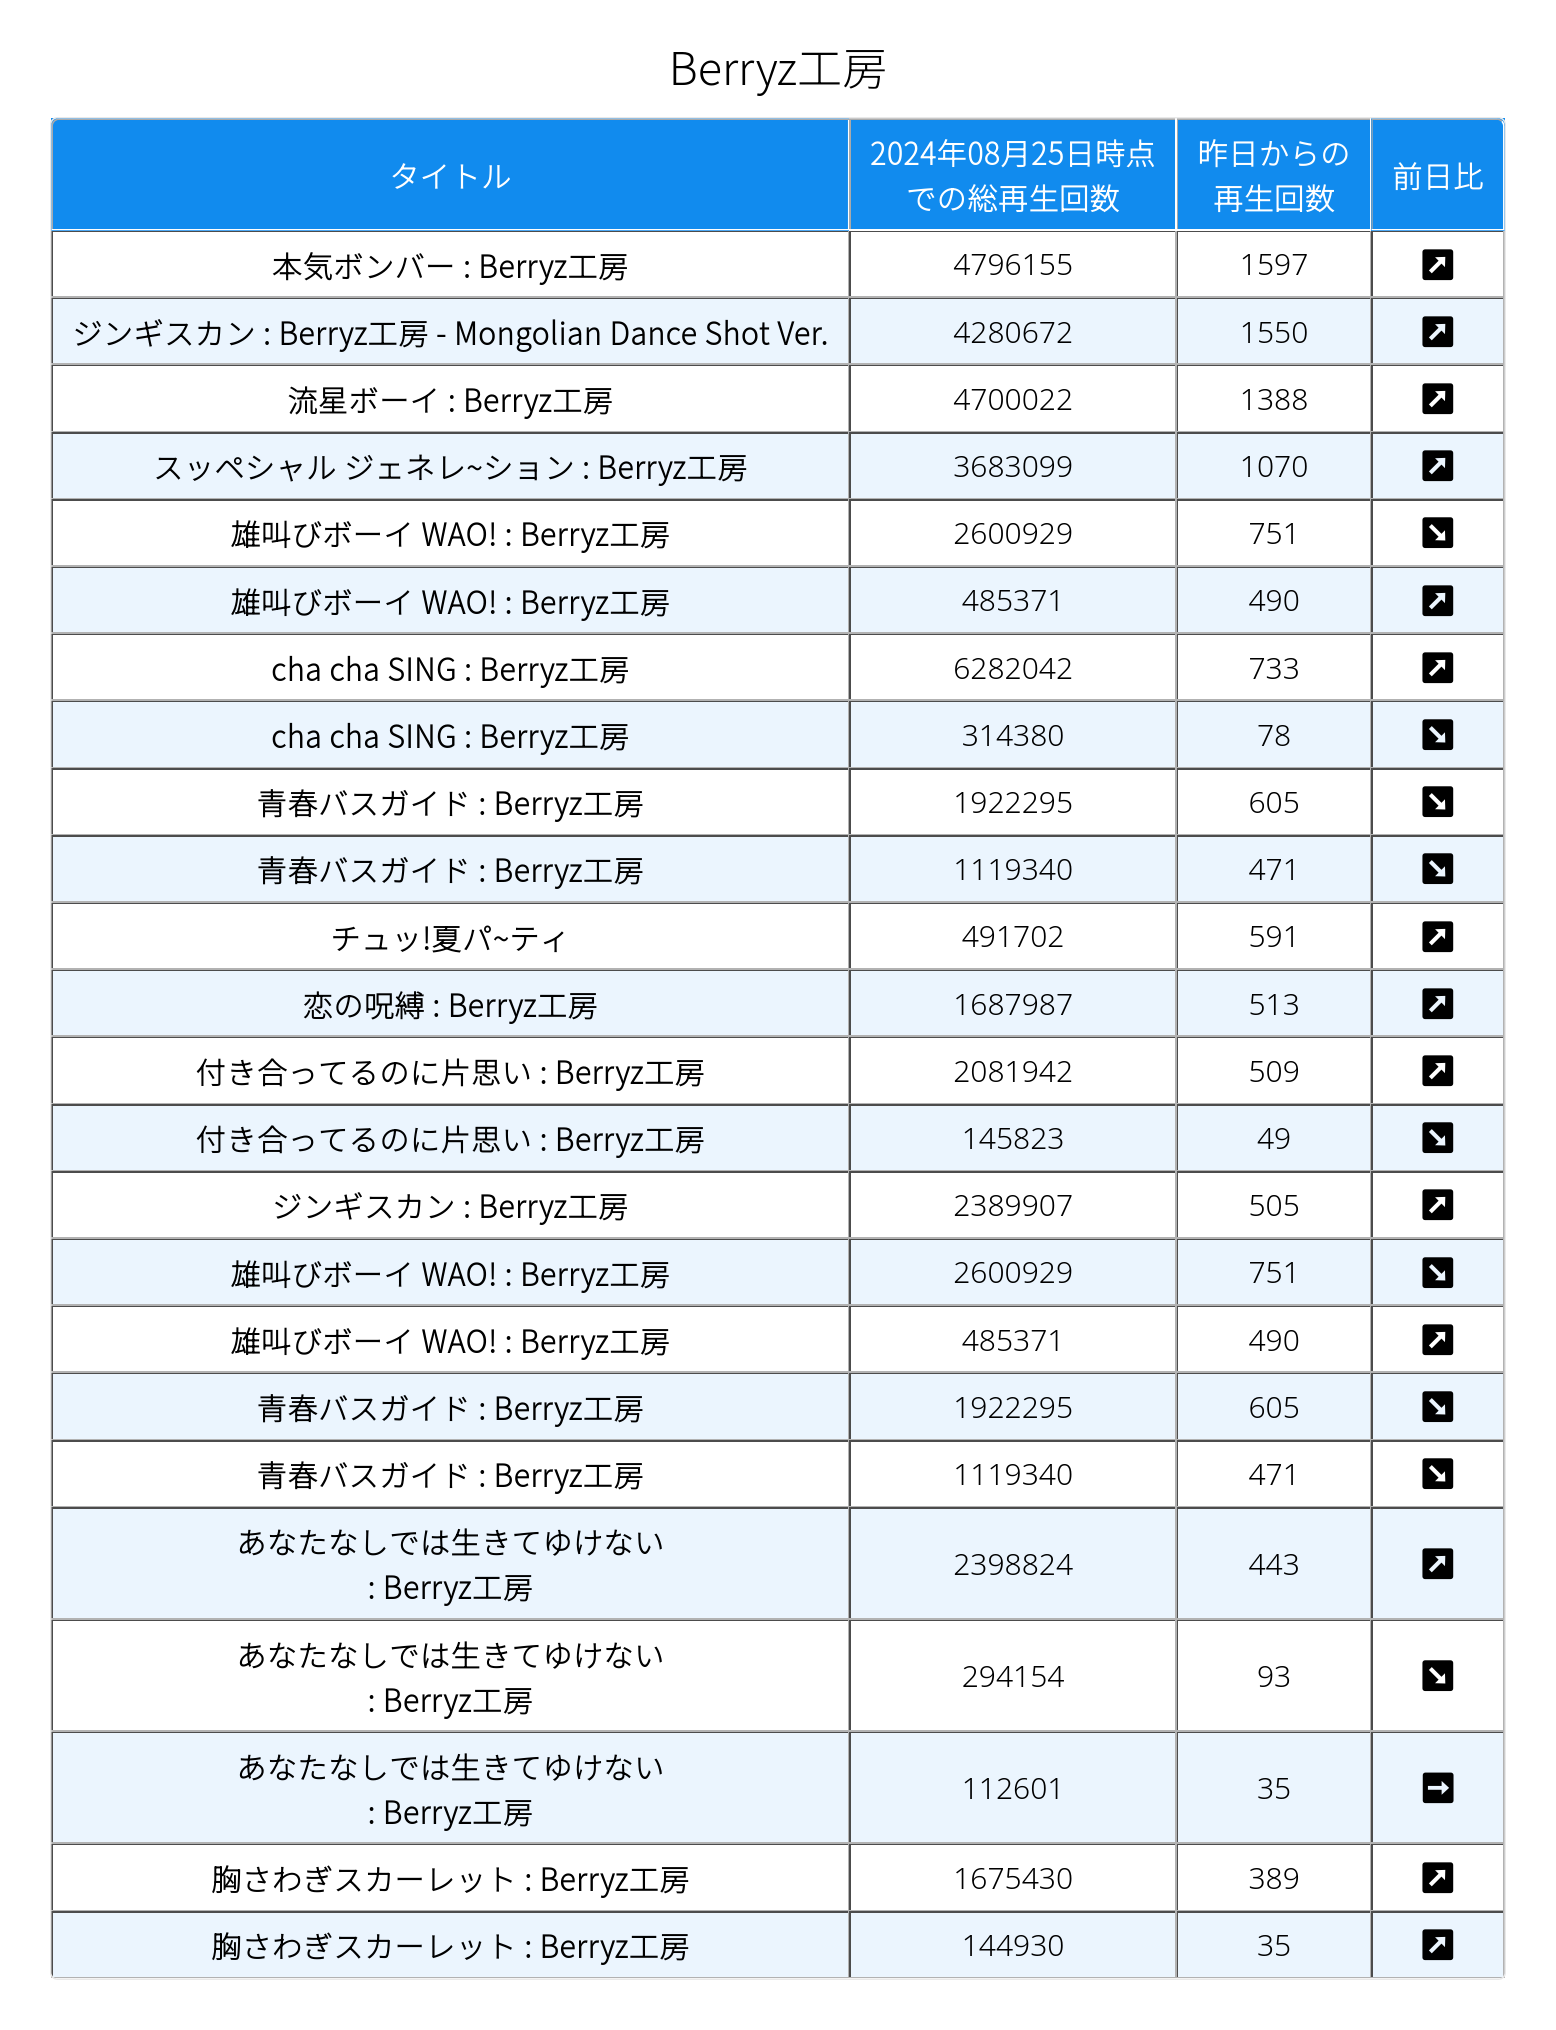 Berryz工房
タイトル 2024年08月25日時点 昨日からの 前日比
での総再生回数 再生回数
本気ボンバー : Berryz工房 4796155 1597
ジンギスカン : Berryz工房 - Mongolian Dance Shot Ver. 4280672 1550
流星ボーイ : Berryz工房 4700022 1388
スッペシャル ジェネレ~ション : Berryz工房 3683099 1070
雄叫びボーイ WAO! : Berryz工房 2600929 751
雄叫びボーイ WAO! : Berryz工房 485371 490
cha cha SING : Berryz工房 6282042 733
cha cha SING : Berryz工房 314380 78
青春バスガイド : Berryz工房 1922295 605
青春バスガイド : Berryz工房 1119340 471
チュッ!夏パ~ティ 491702 591
恋の呪縛 : Berryz工房 1687987 513
付き合ってるのに片思い : Berryz工房 2081942 509
付き合ってるのに片思い : Berryz工房 145823 49
ジンギスカン : Berryz工房 2389907 505
雄叫びボーイ WAO! : Berryz工房 2600929 751
雄叫びボーイ WAO! : Berryz工房 485371 490
青春バスガイド : Berryz工房 1922295 605
青春バスガイド : Berryz工房 1119340 471
あなたなしでは生きてゆけない
: Berryz工房 2398824 443
あなたなしでは生きてゆけない
: Berryz工房 294154 93
あなたなしでは生きてゆけない
: Berryz工房 112601 35
胸さわぎスカーレット : Berryz工房 1675430 389
胸さわぎスカーレット : Berryz工房 144930 35